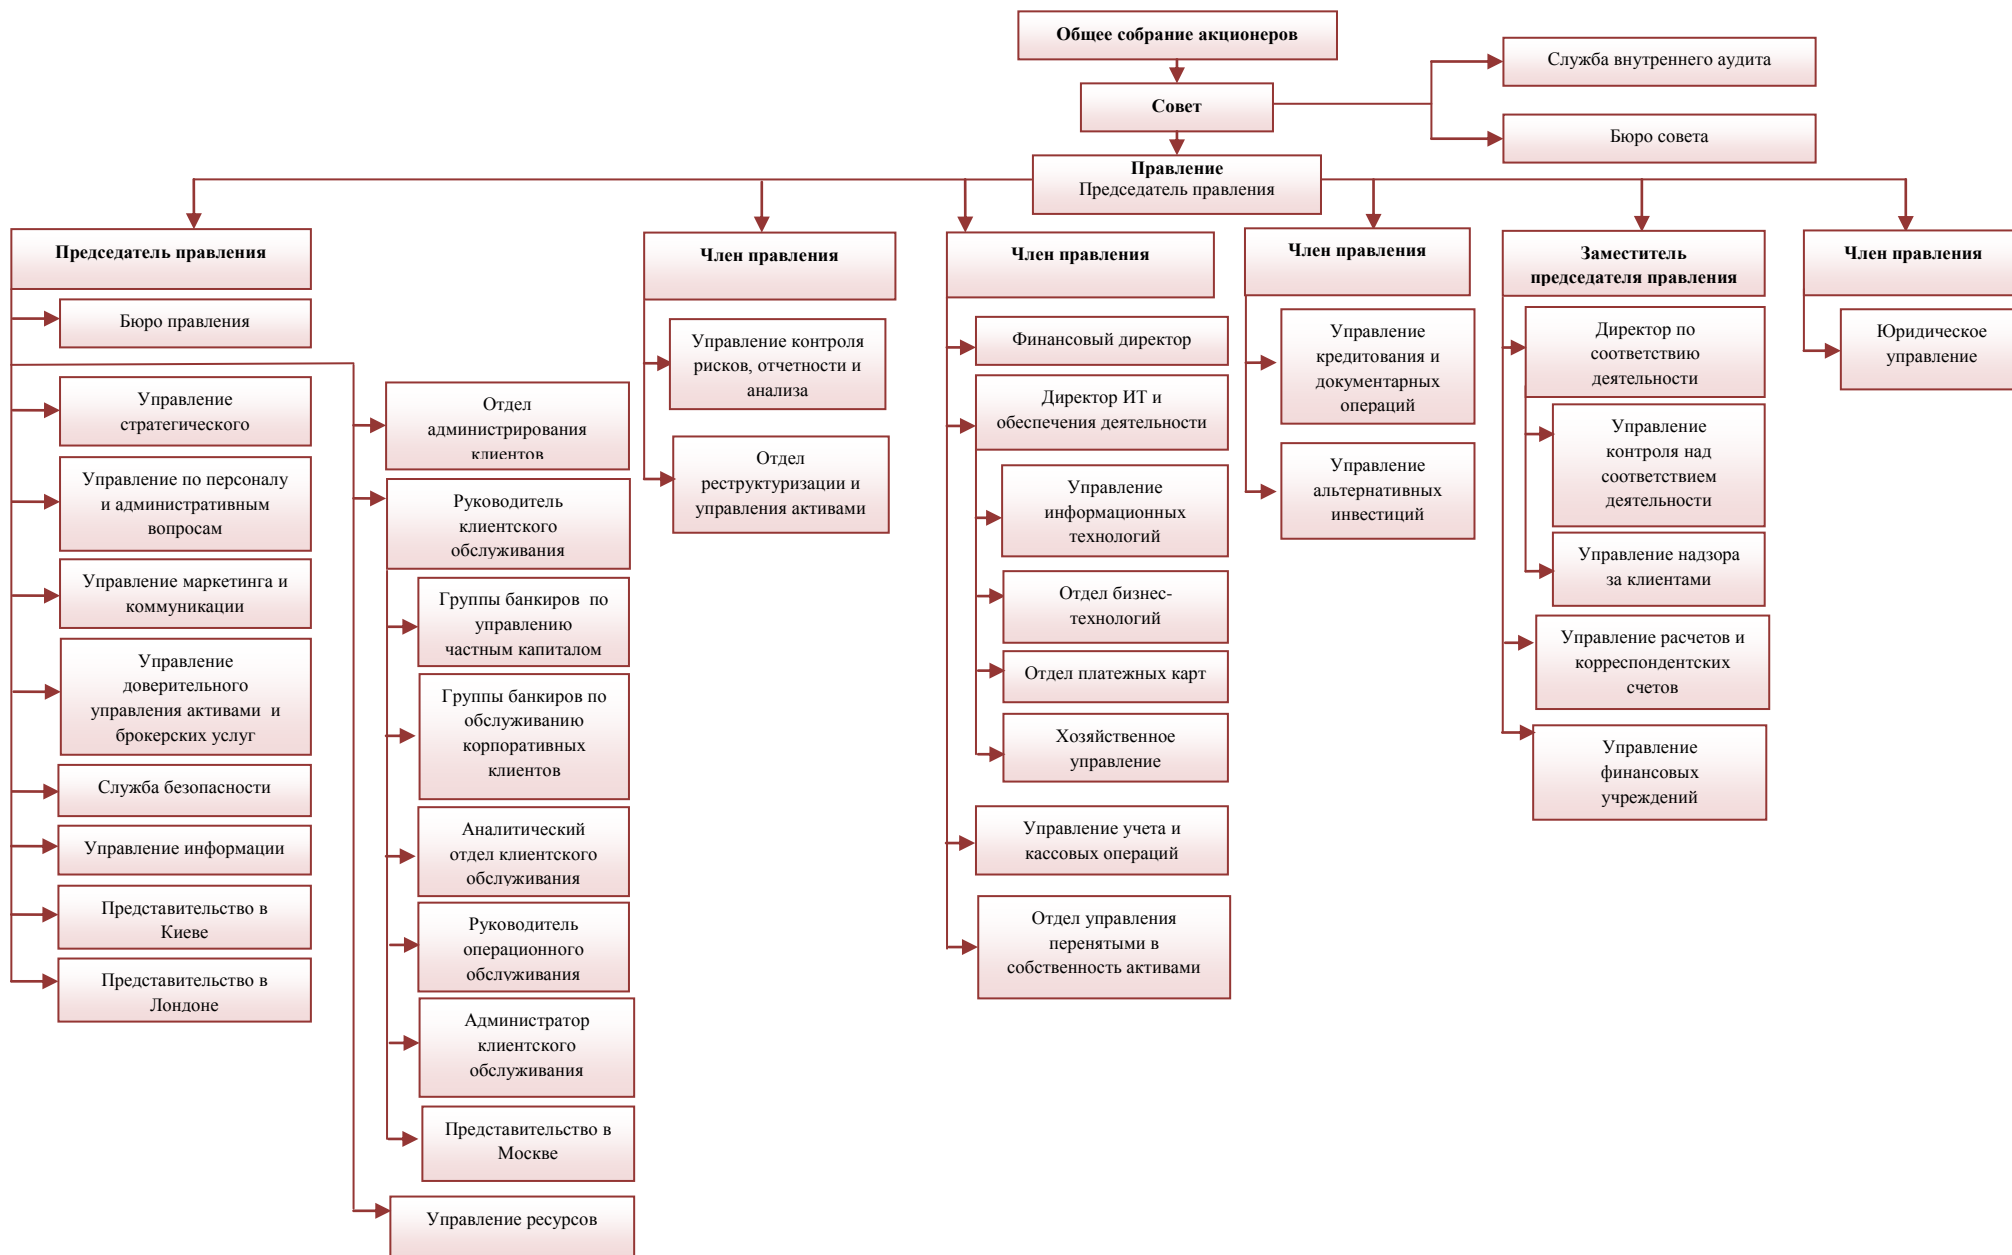 Общее собрание акционеров
Служба внутреннего аудита
Совет
Бюро совета
Правление
Председатель правления
Председатель правления
Бюро правления
Управление
стратегического
Управление по персоналу
и административным
вопросам
Управление маркетинга и
коммуникации
Управление
доверительного
управления активами и
брокерских услуг
Служба безопасности
Управление информации
Представительство в
Киеве
Представительство в
Лондоне
Отдел
администрирования
клиентов
Руководитель
клиентского
обслуживания
Группы банкиров по
управлению
частным капиталом
Группы банкиров по
обслуживанию
корпоративных
клиентов
Аналитический
отдел клиентского
обслуживания
Руководитель
операционного
обслуживания
Администратор
клиентского
обслуживания
Представительство в
Москве
Управление ресурсов
Член правления
Управление контроля
рисков, отчетности и
анализа
Отдел
реструктуризации и
управления активами
Член правления
Финансовый директор
Директор ИТ и
обеспечения деятельности
Управление
информационных
технологий
Отдел бизнес-
технологий
Отдел платежных карт
Хозяйственное
управление
Управление учета и
кассовых операций
Отдел управления
перенятыми в
собственность активами
Член правления
Управление
кредитования и
документарных
операций
Управление
альтернативных
инвестиций
Заместитель
председателя правления
Директор по
соответствию
деятельности
Управление
контроля над
соответствием
деятельности
Управление надзора
за клиентами
Управление расчетов и
корреспондентских
счетов
Управление
финансовых
учреждений
Член правления
Юридическое
управление